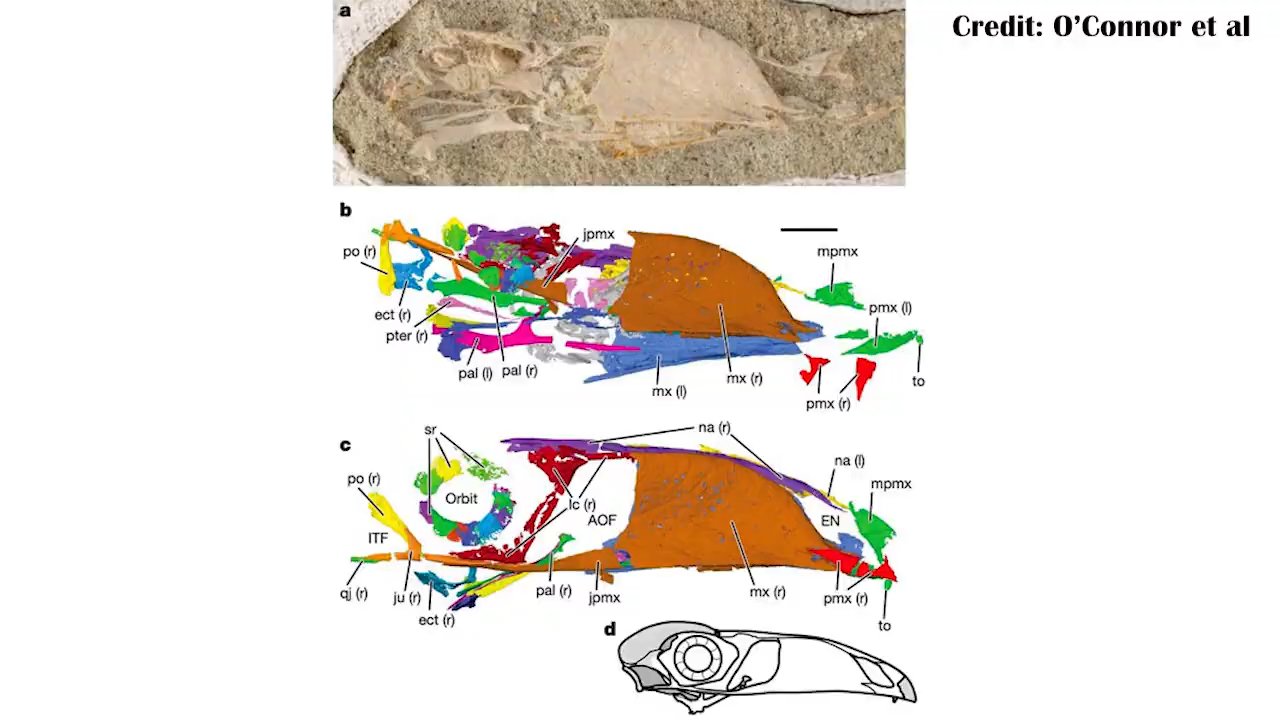 Credit: O'Connor et al
a
b
jpmx
po (r)
mpmx
ect (r)
pmx (l)
pter (r)
pal (l)
pal (r)
mx (l)
mx (r)
to
pmx (r)
c
sr
na (r)
na (l)
po (r)
mpmx
Orbit
lc (r)
AOF
EN
ITF
qj (r)
ju (r)
pal (r)
jpmx
mx (r)
pmx (r)
ect (r)
to
d